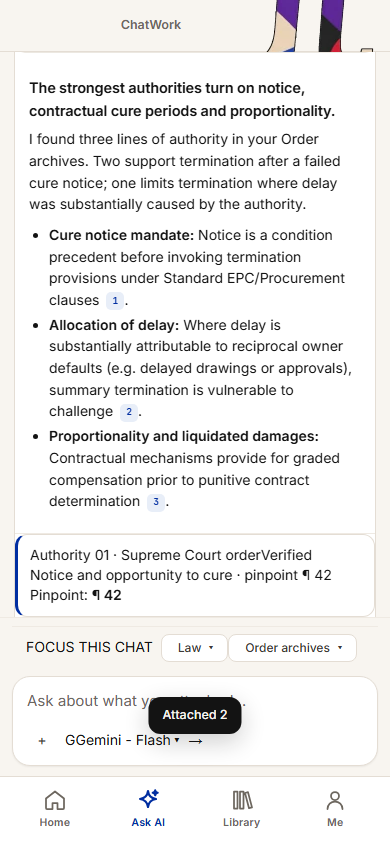 ChatWork
The strongest authorities turn on notice,
contractual cure periods and proportionality.
I found three lines of authority in your Order
archives. Two support termination after a failed
cure notice; one limits termination where delay
was substantially caused by the authority.
• Cure notice mandate: Notice is a condition
precedent before invoking termination
provisions under Standard EPC/Procurement
clauses 1.
• Allocation of delay: Where delay is
substantially attributable to reciprocal owner
defaults (e.g. delayed drawings or approvals),
summary termination is vulnerable to
challenge 2.
• Proportionality and liquidated damages:
Contractual mechanisms provide for graded
compensation prior to punitive contract
determination 3.
Authority 01 · Supreme Court orderVerified
Notice and opportunity to cure · pinpoint ¶ 42
Pinpoint: ¶ 42
FOCUS THIS CHAT Law ▾ Order archives ▾
Ask about what
Attached 2
+ GGemini - Flash ▾ →
Home Ask AI Library Me